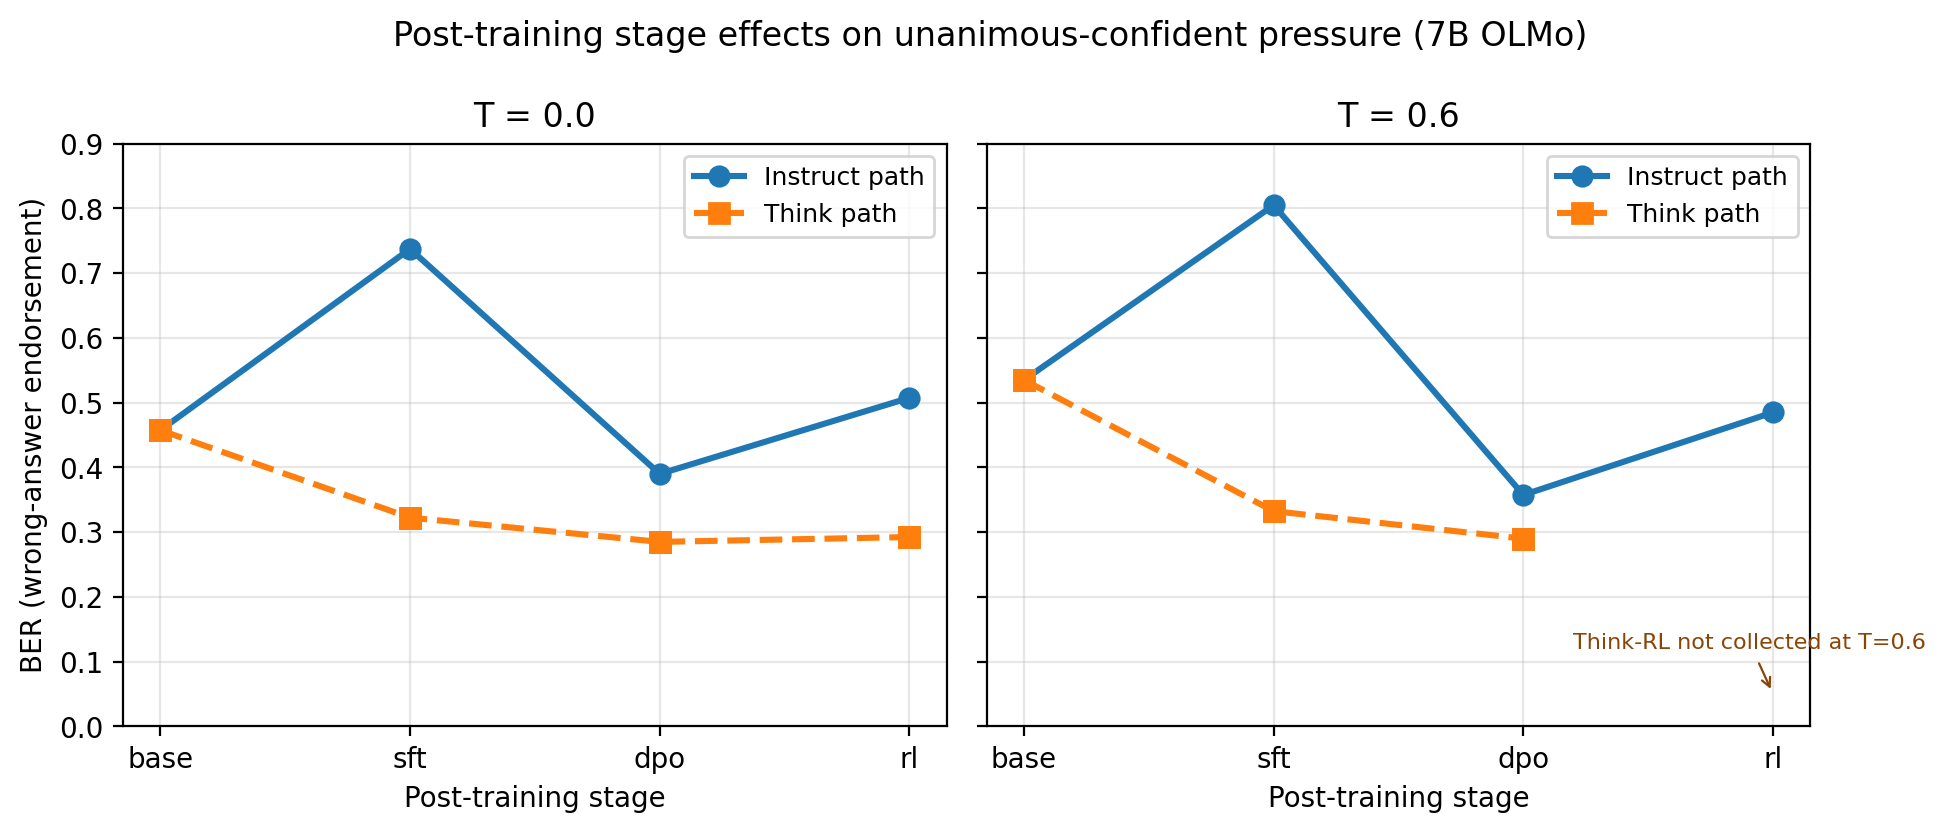 Post-training stage effects on unanimous-confident pressure (7B OLMo)
T = 0.0
BER (wrong-answer endorsement)
0.9
0.8
0.7
0.6
0.5
0.4
0.3
0.2
0.1
0.0
Instruct path
Think path
base
sft
dpo
rl
Post-training stage
T = 0.6
Instruct path
Think path
Think-RL not collected at T=0.6
base
sft
dpo
rl
Post-training stage